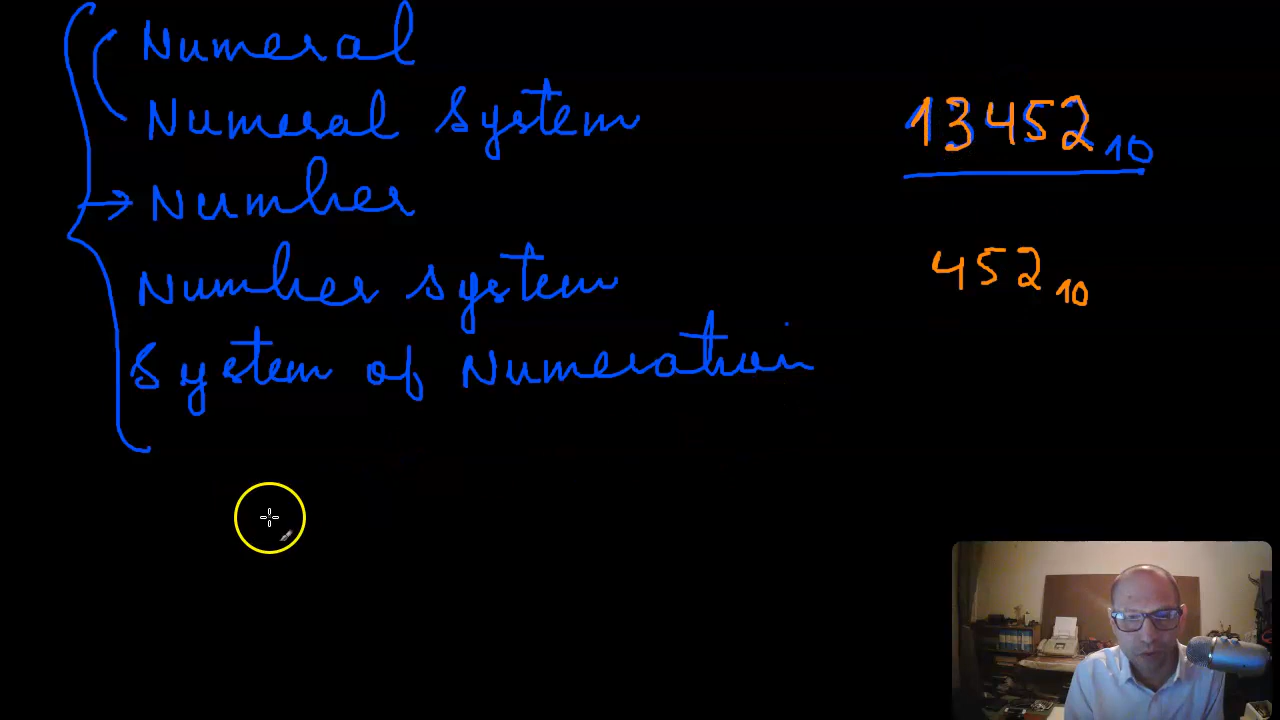 Numeral
Numeral System
13452₁₀
Number
Number system
452₁₀
System of Numeration